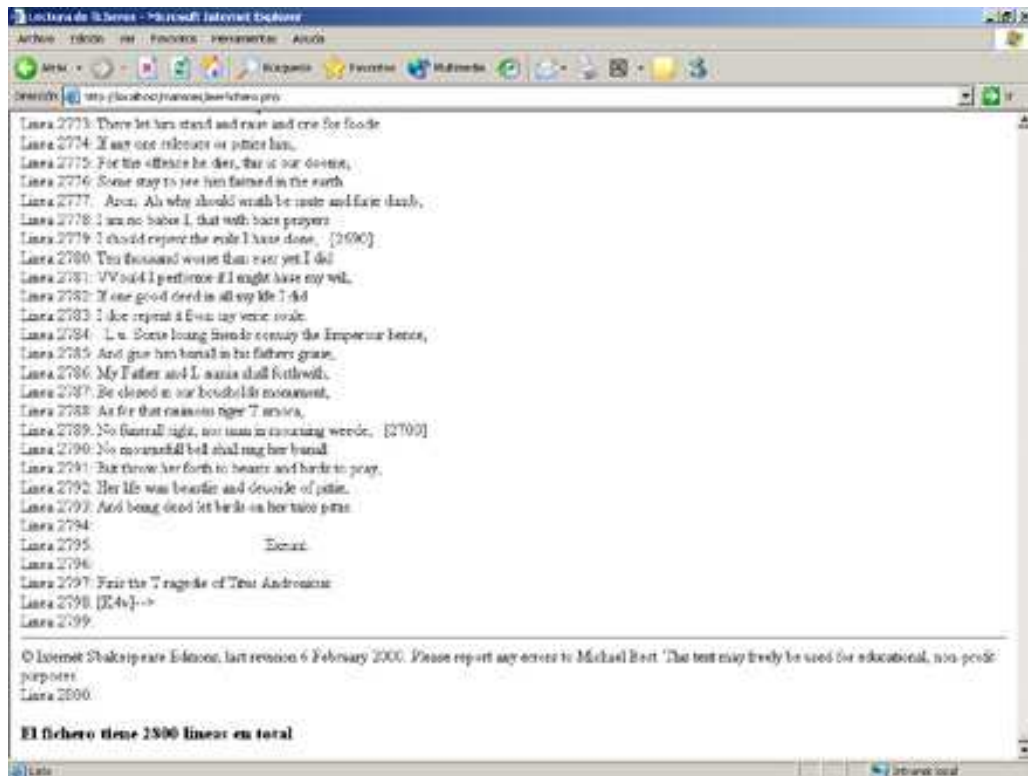 Lectura de ficheros - Microsoft Internet Explorer
Archivo Edición Ver Favoritos Herramientas Ayuda
Atrás Búsqueda Favoritos Multimedia
Dirección
Linea 2773: There let him stand and raue and crie for foode
Linea 2774: If any one releeues or pitties him,
Linea 2775: For the offence he dies, this is our doome,
Linea 2776: Some stay to see him fastned in the earth
Linea 2777: Aron. Ah why should wrath be mute and furie dumb,
Linea 2778: I am no babie I, that with base prayers
Linea 2779: I should repent the euils I haue done, [2690]
Linea 2780: Ten thousand worse than euer yet I did
Linea 2781: VVould I performe if I might haue my will,
Linea 2782: If one good deed in all my life I did
Linea 2783: I doe repent it from my verie soule.
Linea 2784: L u. Some louing friends conuay the Emperour hence,
Linea 2785: And giue him buriall in his fathers graue,
Linea 2786: My Father and L auinia shall forthwith,
Linea 2787: Be closed in our housholds monument,
Linea 2788: As for that rauinous tiger T amora,
Linea 2789: No funerall right, nor man in mourning weede, [2700]
Linea 2790: No mournefull bell shall ring her buriall
Linea 2791: But throw her forth to beasts and birds to pray,
Linea 2792: Her life was beastlie and deuoide of pittie,
Linea 2793: And being dead let birds on her take pittie
Linea 2794:
Linea 2795: Exeunt.
Linea 2796:
Linea 2797: Finis the T ragedie of Titus Andronicus
Linea 2798: [K4v]-->
Linea 2799:
© Internet Shakespeare Editions, last revision 6 February 2000. Please report any errors to Michael Best. This text may freely be used for educational, non-profit
purposes
Linea 2800:
El fichero tiene 2800 lineas en total
Listo Intranet local